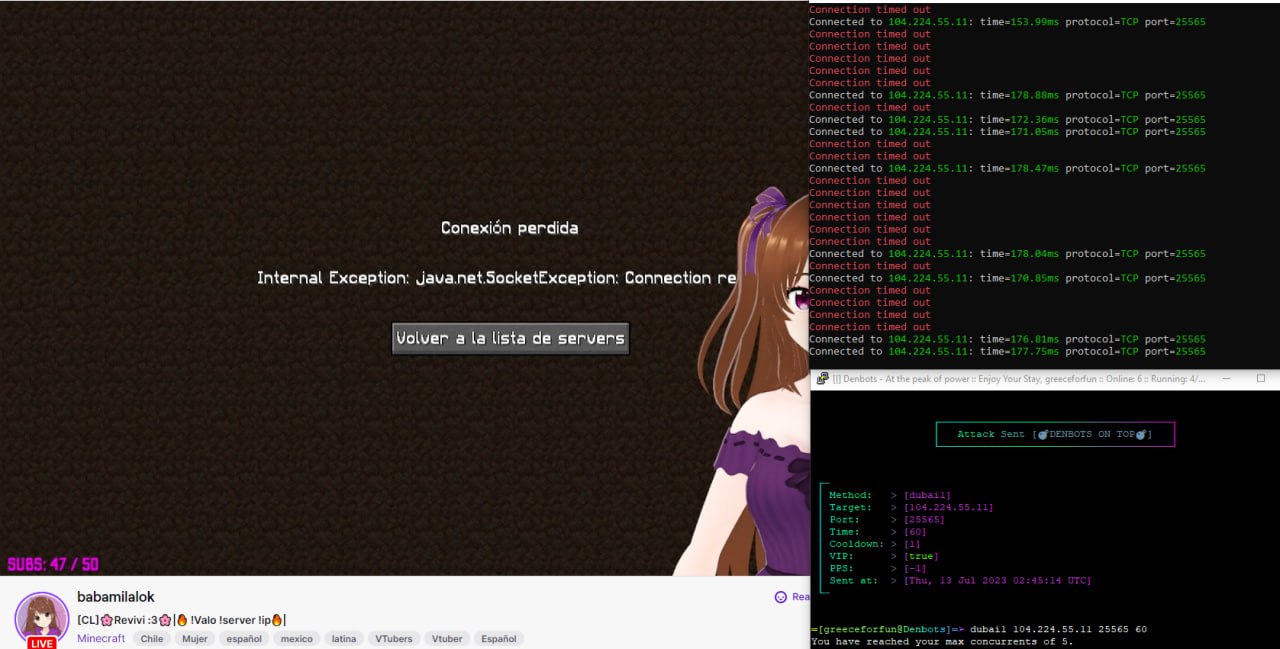 Conexión perdida
Internal Exception: java.net.SocketException: Connection re
Volver a la lista de servers
SUBS: 47 / 50
babamilalok
[CL]🌸Revivi :3🌸|🔥 !Valo !server !ip🔥|
Minecraft Chile Mujer español mexico latina VTubers Vtuber Español
LIVE
Rea
Connection timed out
Connected to 104.224.55.11: time=153.99ms protocol=TCP port=25565
Connection timed out
Connection timed out
Connection timed out
Connection timed out
Connection timed out
Connected to 104.224.55.11: time=178.88ms protocol=TCP port=25565
Connection timed out
Connected to 104.224.55.11: time=172.36ms protocol=TCP port=25565
Connected to 104.224.55.11: time=171.05ms protocol=TCP port=25565
Connection timed out
Connection timed out
Connected to 104.224.55.11: time=178.47ms protocol=TCP port=25565
Connection timed out
Connection timed out
Connection timed out
Connection timed out
Connection timed out
Connection timed out
Connected to 104.224.55.11: time=178.04ms protocol=TCP port=25565
Connection timed out
Connected to 104.224.55.11: time=170.85ms protocol=TCP port=25565
Connection timed out
Connection timed out
Connection timed out
Connection timed out
Connected to 104.224.55.11: time=176.81ms protocol=TCP port=25565
Connected to 104.224.55.11: time=177.75ms protocol=TCP port=25565
[|] Denbots - At the peak of power :: Enjoy Your Stay, greeceforfun :: Online: 6 :: Running: 4/...
Attack Sent [💣DENBOTS ON TOP💣]
Method: > [dubai1]
Target: > [104.224.55.11]
Port: > [25565]
Time: > [60]
Cooldown: > [1]
VIP: > [true]
PPS: > [-1]
Sent at: > [Thu, 13 Jul 2023 02:45:14 UTC]
=[greeceforfun@Denbots]=> dubai1 104.224.55.11 25565 60
You have reached your max concurrents of 5.